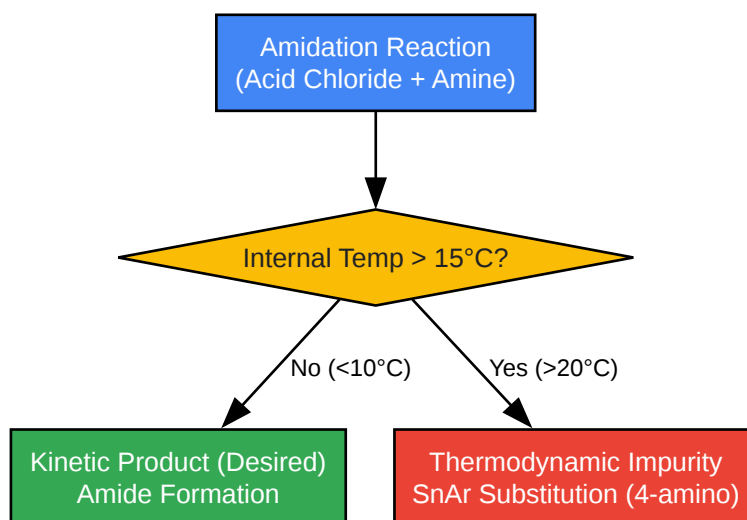 Amidation Reaction
(Acid Chloride + Amine)
Internal Temp > 15°C?
No (<10°C)
Yes (>20°C)
Kinetic Product (Desired)
Amide Formation
Thermodynamic Impurity
SnAr Substitution (4-amino)